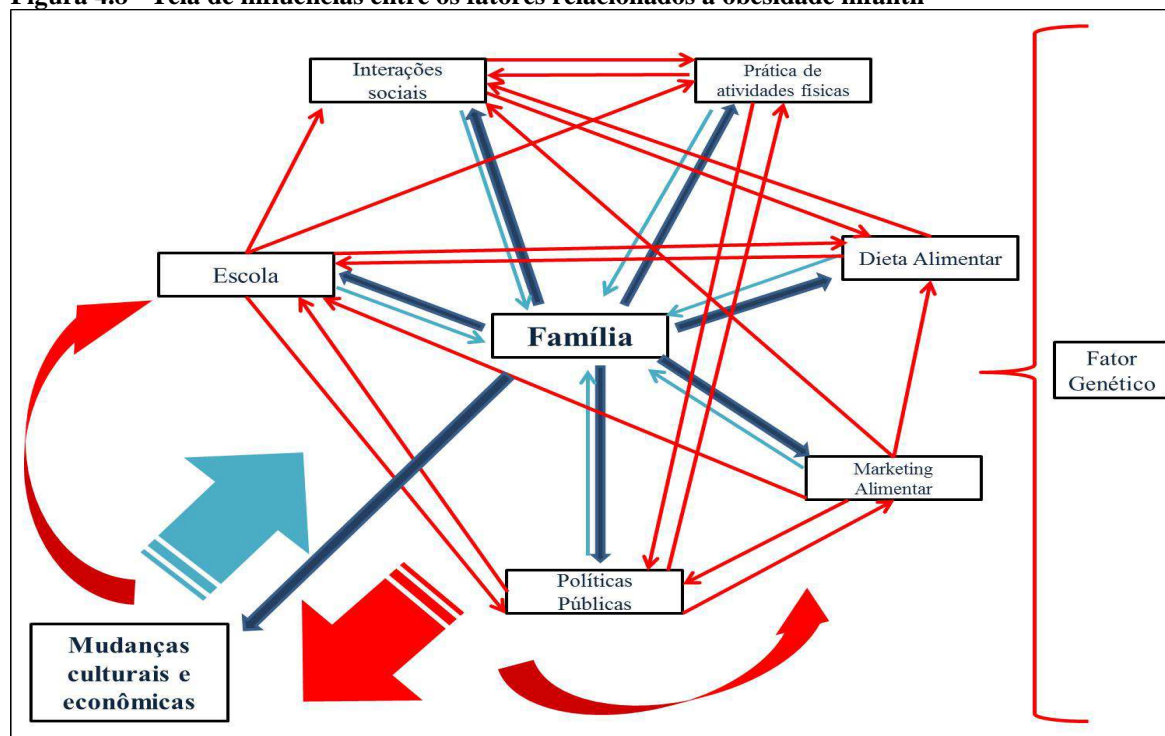 Figura 4.8 - Teia de influências entre os fatores relacionados à obesidade infantil
Interações
sociais
Prática de
atividades físicas
Escola
Dieta Alimentar
Família
Fator
Genético
Marketing
Alimentar
Políticas
Públicas
Mudanças
culturais e
econômicas